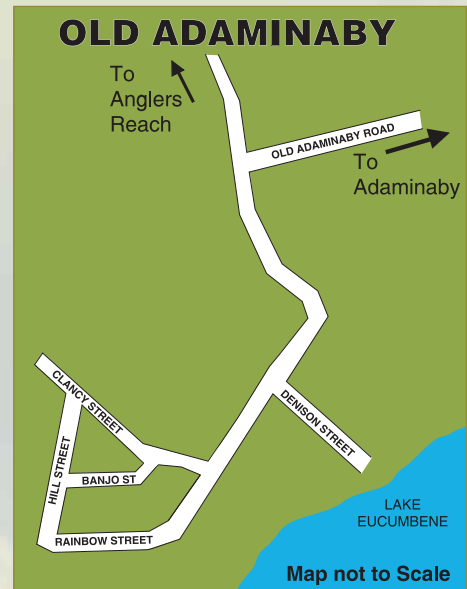 OLD ADAMINABY
To
Anglers
Reach
OLD ADAMINABY ROAD
To
Adaminaby
CLANCY STREET
DENISON STREET
HILL STREET
BANJO ST
RAINBOW STREET
LAKE
EUCUMBENE
Map not to Scale